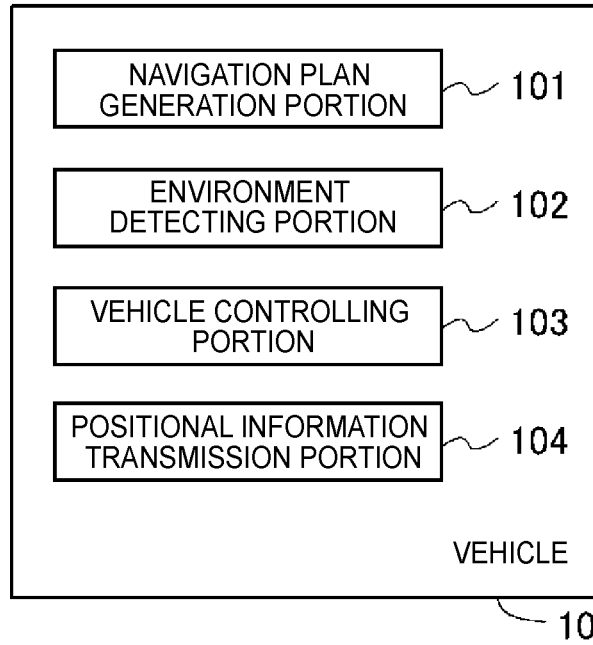 NAVIGATION PLAN
GENERATION PORTION
101
ENVIRONMENT
DETECTING PORTION
102
VEHICLE CONTROLLING
PORTION
103
POSITIONAL INFORMATION
TRANSMISSION PORTION
104
VEHICLE
10